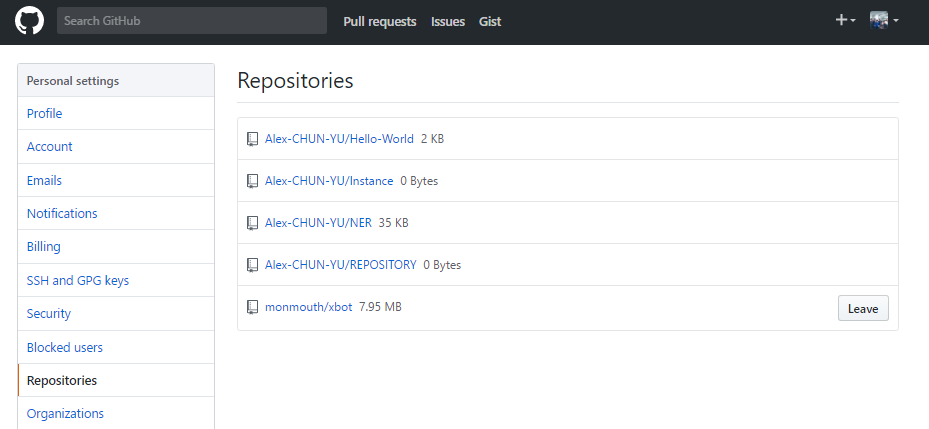 Search GitHub
Pull requests Issues Gist
Personal settings
Profile
Account
Emails
Notifications
Billing
SSH and GPG keys
Security
Blocked users
Repositories
Organizations
Repositories
Alex-CHUN-YU/Hello-World 2 KB
Alex-CHUN-YU/Instance 0 Bytes
Alex-CHUN-YU/NER 35 KB
Alex-CHUN-YU/REPOSITORY 0 Bytes
monmouth/xbot 7.95 MB
Leave